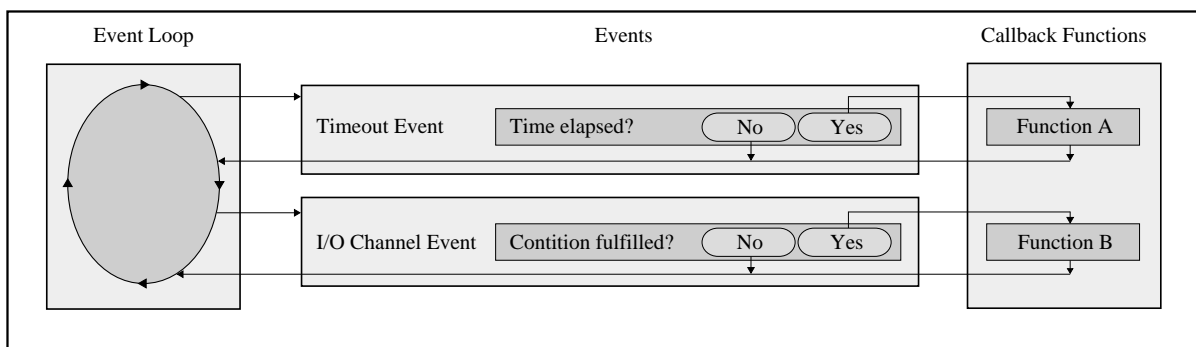 Event Loop
Events
Callback Functions
Timeout Event
Time elapsed?
No
Yes
Function A
I/O Channel Event
Contition fulfilled?
No
Yes
Function B